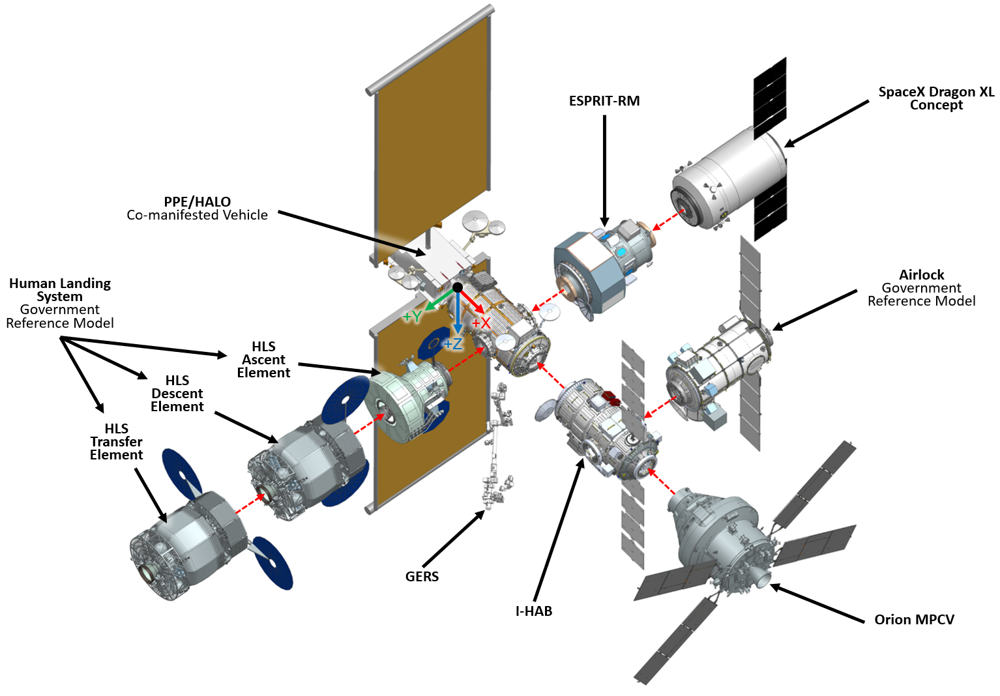 SpaceX Dragon XL
Concept
ESPRIT-RM
PPE/HALO
Co-manifested Vehicle
Airlock
Government
Reference Model
Human Landing
System
Government
Reference Model
+Y
+X
+Z
HLS
Ascent
Element
HLS
Descent
Element
HLS
Transfer
Element
GERS
I-HAB
Orion MPCV